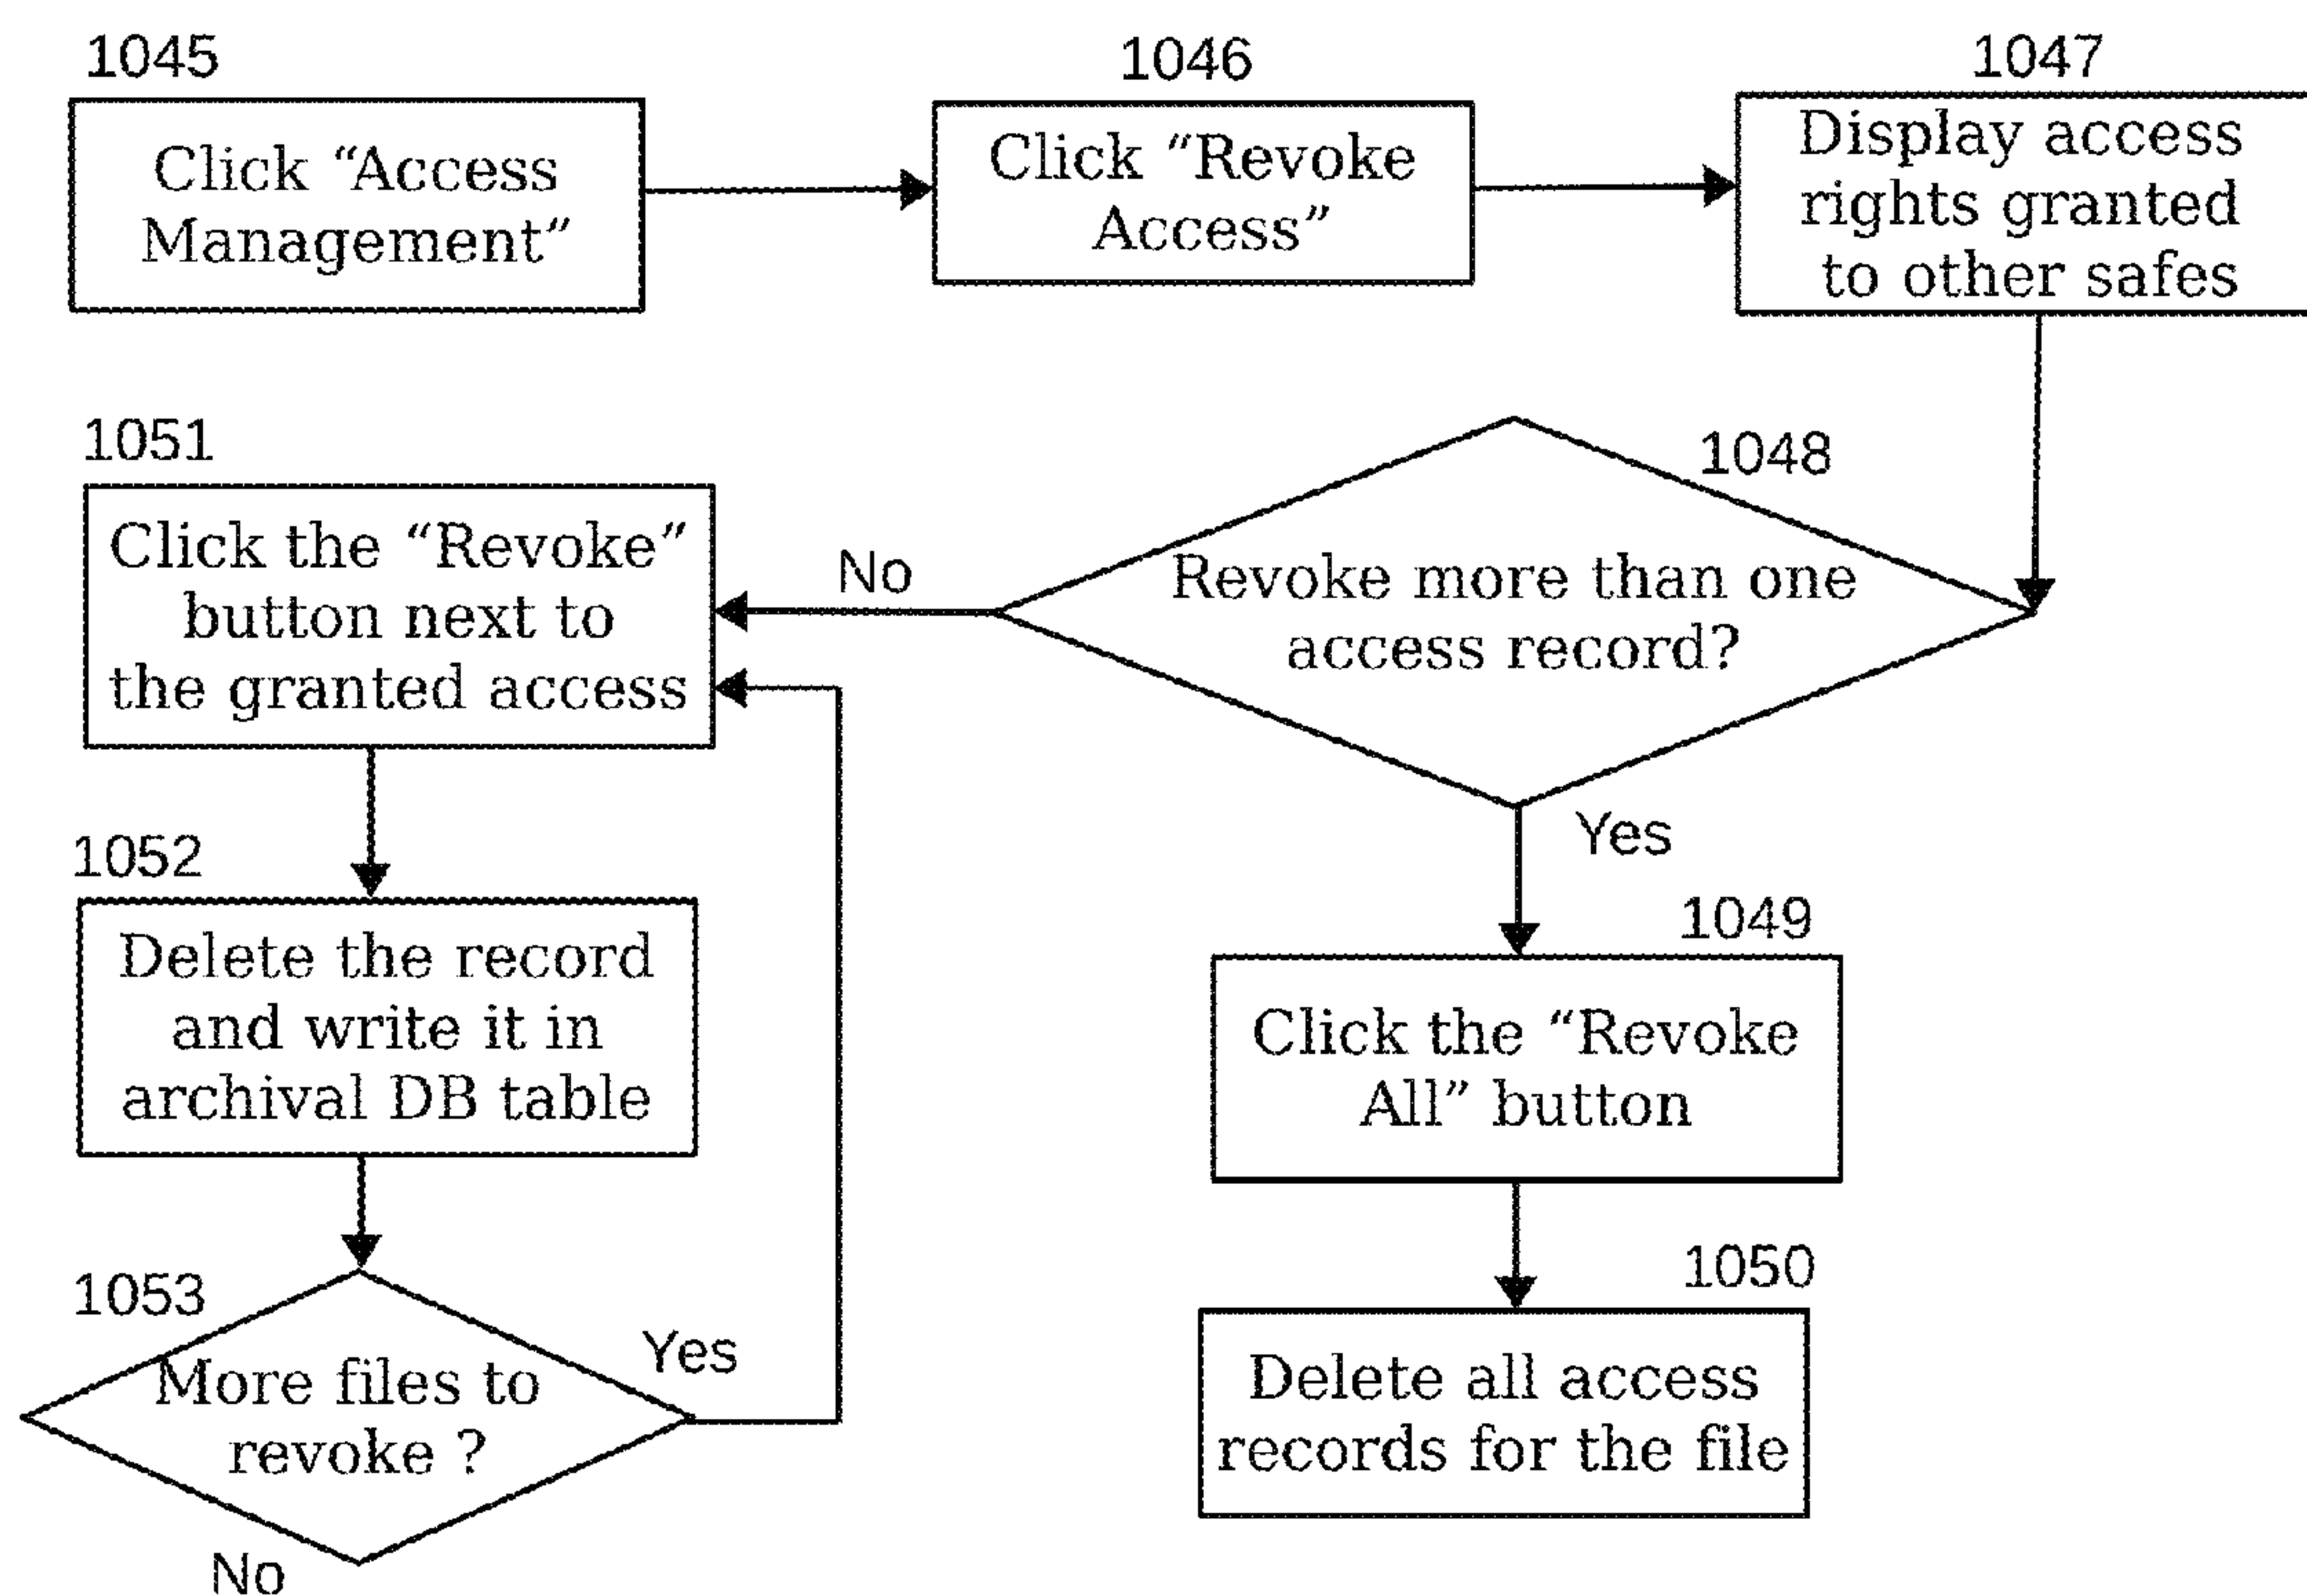 1045
Click “Access
Management”
1046
Click “Revoke
Access”
1047
Display access
rights granted
to other safes
1048
Revoke more than one
access record?
No
Yes
1051
Click the “Revoke”
button next to
the granted access
1052
Delete the record
and write it in
archival DB table
1053
More files to
revoke ?
Yes
No
1049
Click the “Revoke
All” button
1050
Delete all access
records for the file